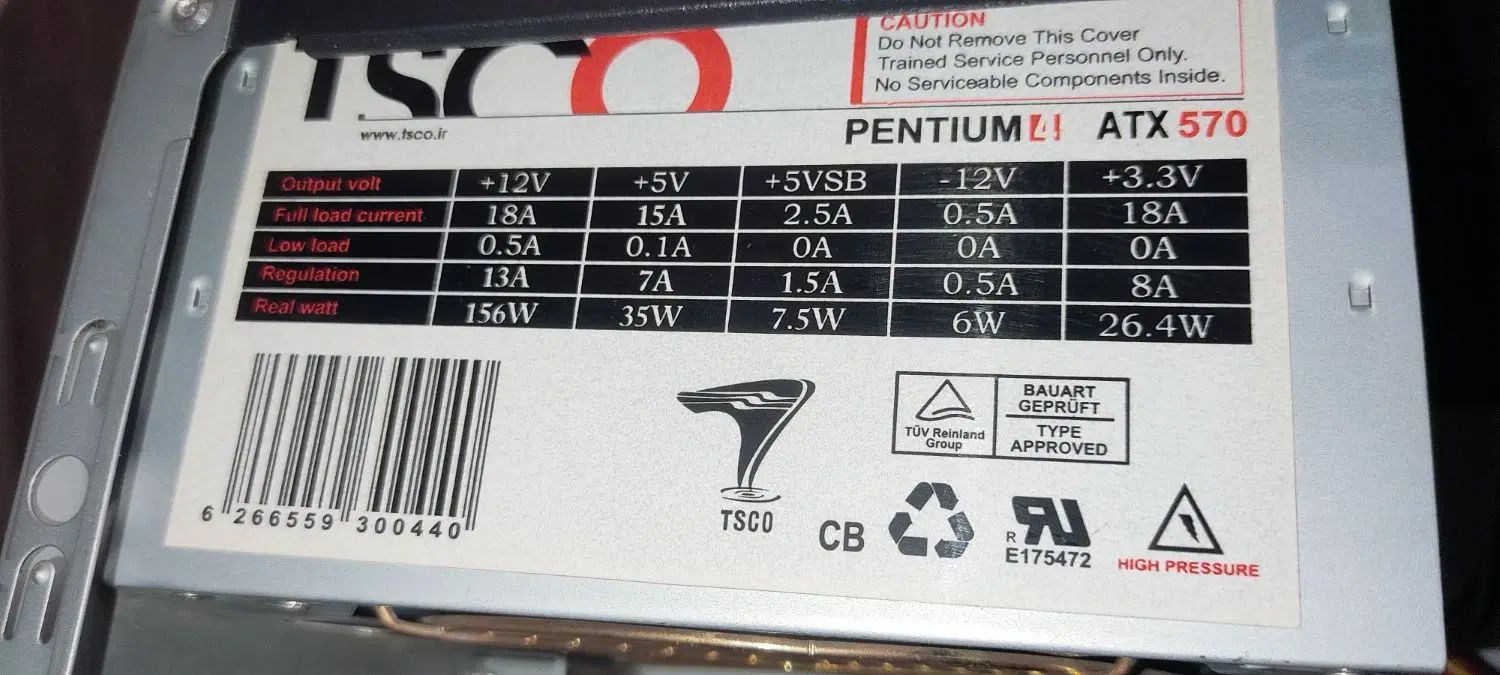 TSCO
CAUTION
Do Not Remove This Cover
Trained Service Personnel Only.
No Serviceable Components Inside.
www.tsco.ir
PENTIUM 4! ATX 570
Output volt +12V +5V +5VSB -12V +3.3V
Full load current 18A 15A 2.5A 0.5A 18A
Low load 0.5A 0.1A 0A 0A 0A
Regulation 13A 7A 1.5A 0.5A 8A
Real watt 156W 35W 7.5W 6W 26.4W
TÜV Reinland
Group
BAUART
GEPRÜFT
TYPE
APPROVED
6 266559 300440
TSCO
CB
R
E175472
HIGH PRESSURE